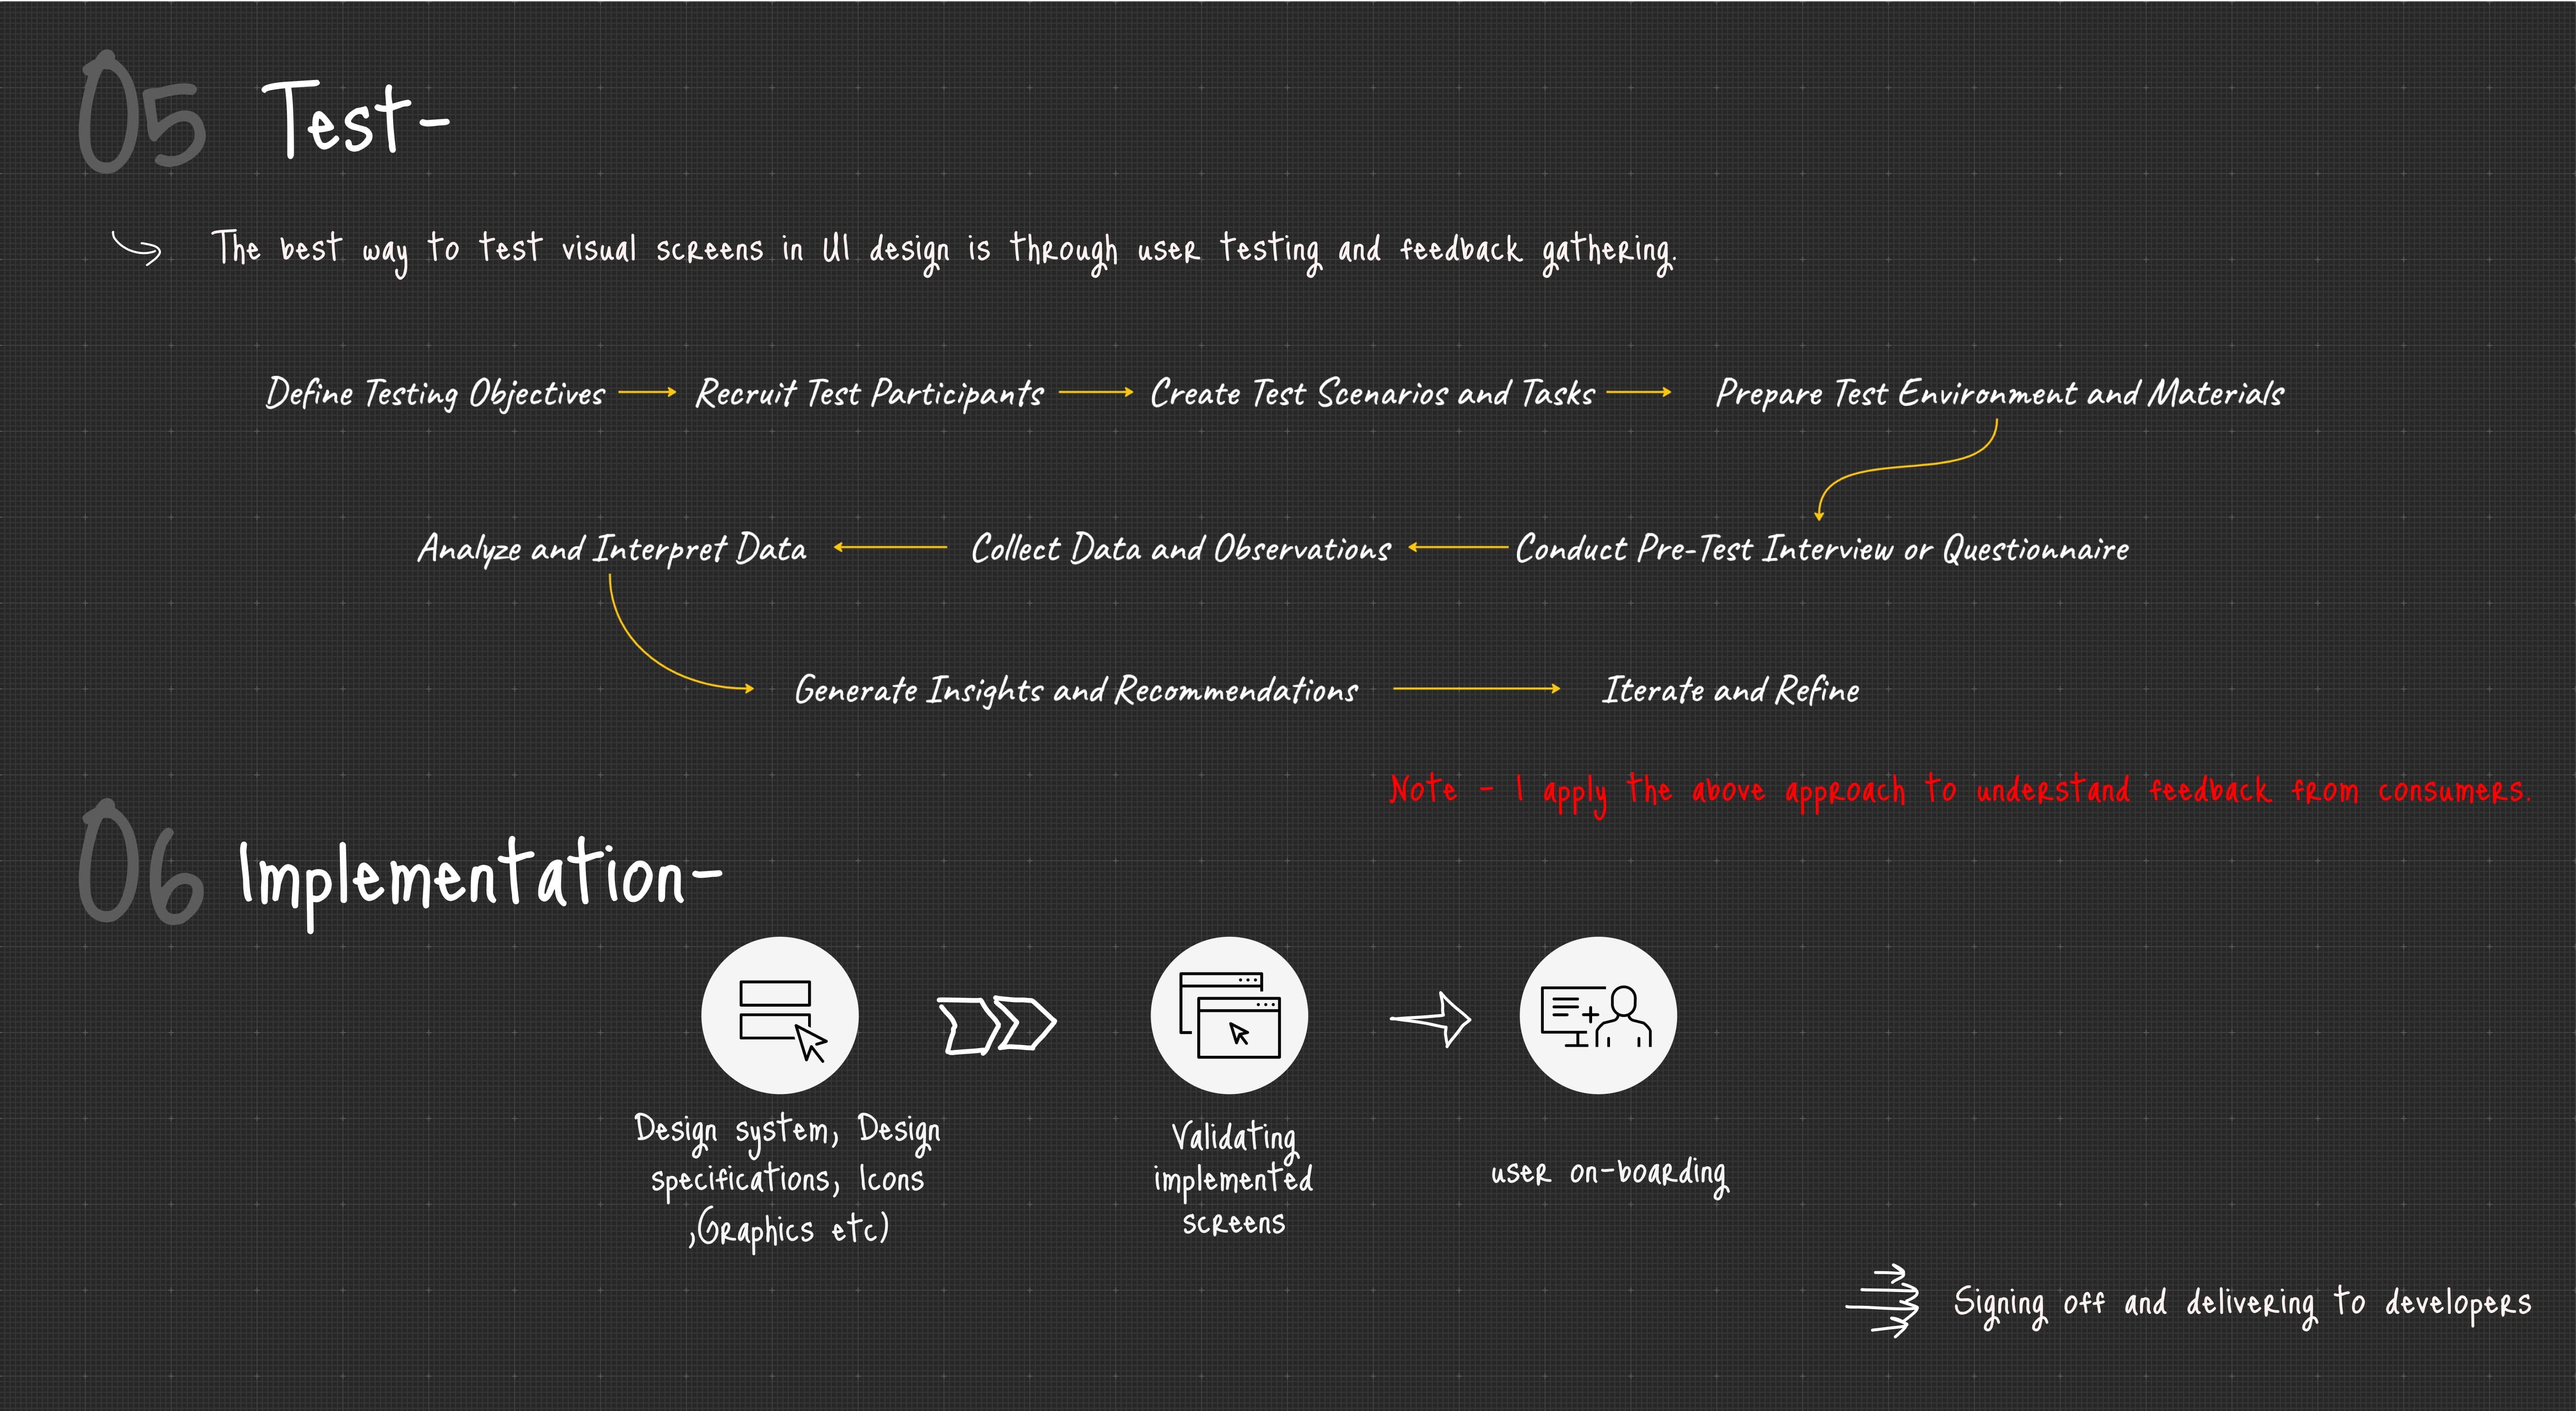 05 Test-
The best way to test visual screens in UI design is through user testing and feedback gathering.
Define Testing Objectives
Recruit Test Participants
Create Test Scenarios and Tasks
Prepare Test Environment and Materials
Conduct Pre-Test Interview or Questionnaire
Collect Data and Observations
Analyze and Interpret Data
Generate Insights and Recommendations
Iterate and Refine
Note - I apply the above approach to understand feedback from consumers.
06 Implementation-
Design system, Design
specifications, Icons
,Graphics etc)
Validating
implemented
screens
user on-boarding
Signing off and delivering to developers